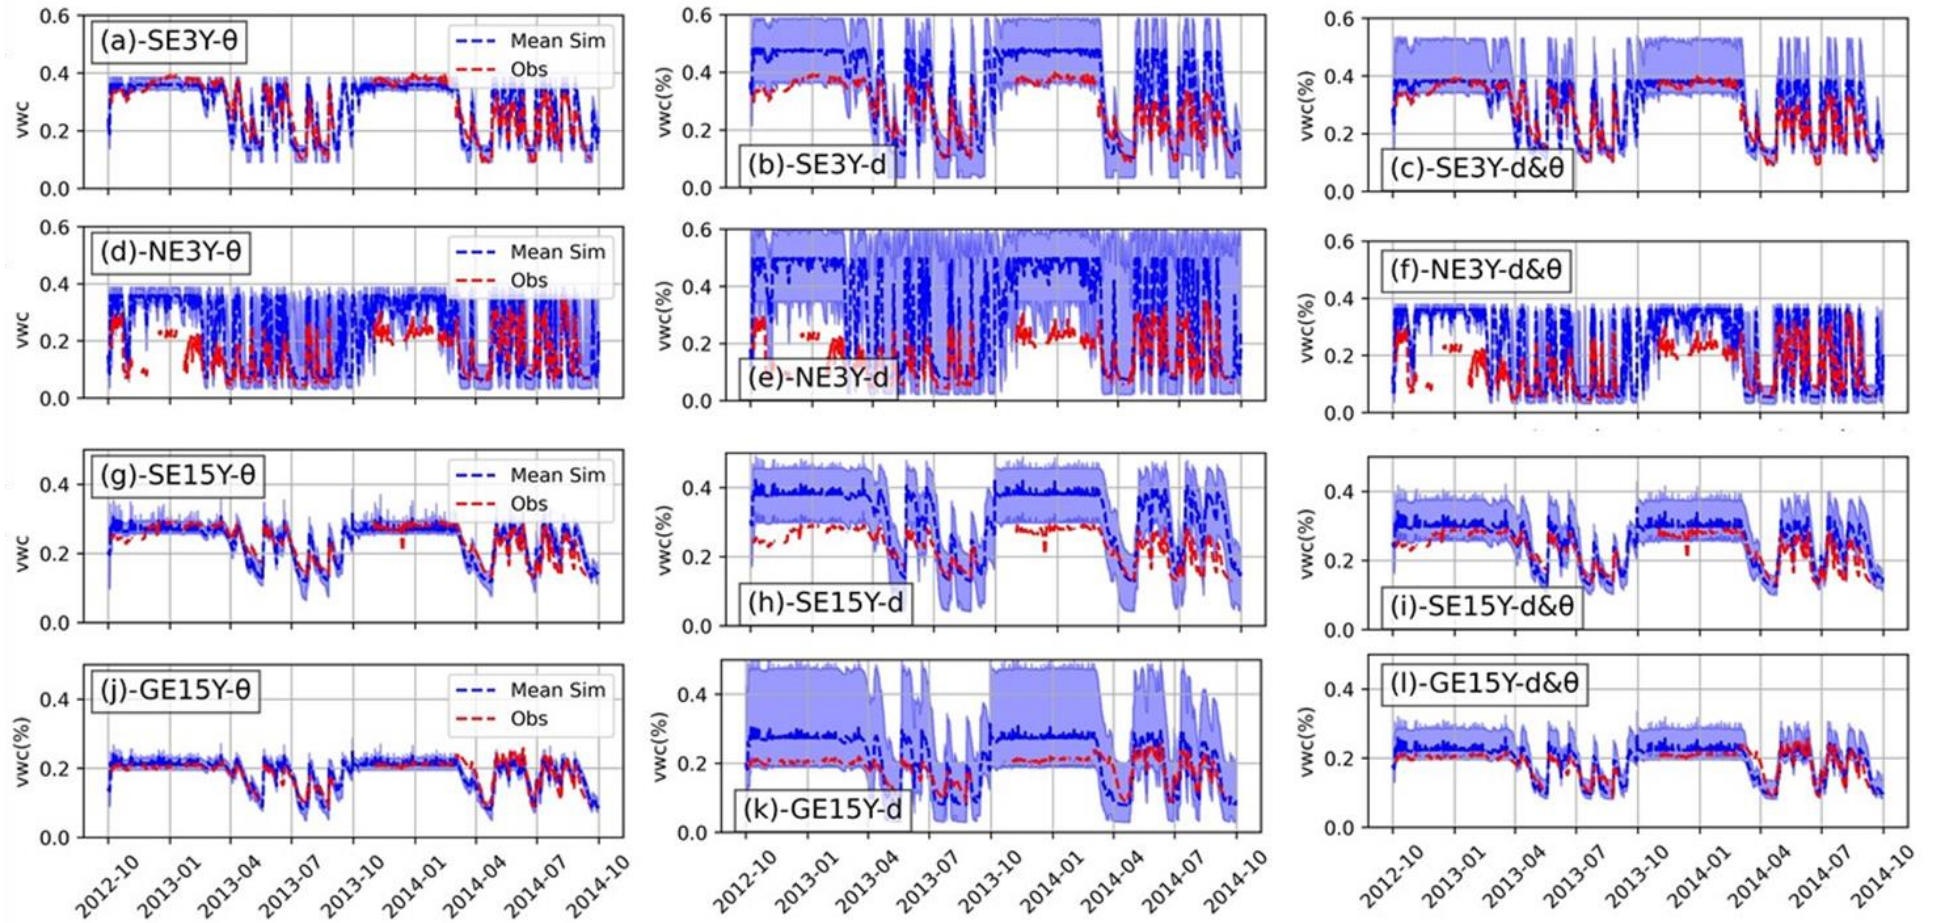 0.6
0.4
0.2
0.0
vwc
(a)-SE3Y-θ
Mean Sim
Obs
0.6
0.4
0.2
0.0
vwc(%)
(b)-SE3Y-d
0.6
0.4
0.2
0.0
vwc(%)
(c)-SE3Y-d&θ
0.6
0.4
0.2
0.0
vwc
(d)-NE3Y-θ
Mean Sim
Obs
0.6
0.4
0.2
0.0
vwc(%)
(e)-NE3Y-d
0.6
0.4
0.2
0.0
vwc(%)
(f)-NE3Y-d&θ
0.4
0.2
0.0
vwc
(g)-SE15Y-θ
Mean Sim
Obs
0.4
0.2
0.0
vwc(%)
(h)-SE15Y-d
0.4
0.2
0.0
vwc(%)
(i)-SE15Y-d&θ
0.4
0.2
0.0
vwc(%)
(j)-GE15Y-θ
Mean Sim
Obs
2012-10
2013-01
2013-04
2013-07
2013-10
2014-01
2014-04
2014-07
2014-10
0.4
0.2
0.0
vwc(%)
(k)-GE15Y-d
2012-10
2013-01
2013-04
2013-07
2013-10
2014-01
2014-04
2014-07
2014-10
0.4
0.2
0.0
vwc(%)
(l)-GE15Y-d&θ
2012-10
2013-01
2013-04
2013-07
2013-10
2014-01
2014-04
2014-07
2014-10